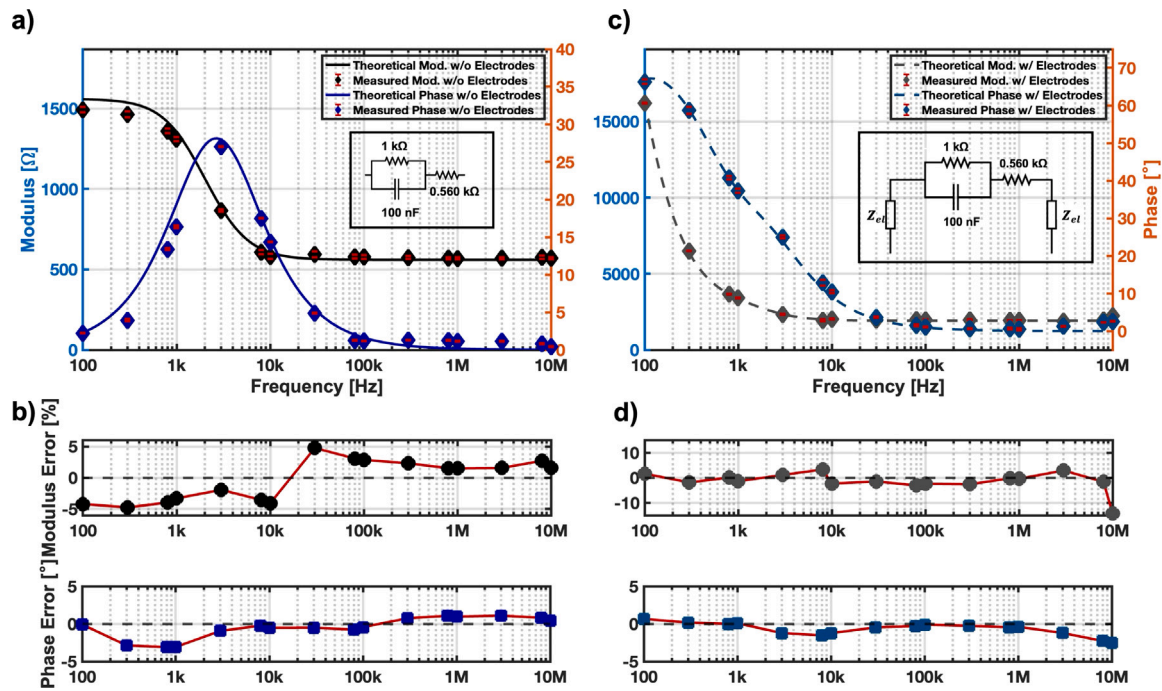 a)
Theoretical Mod. w/o Electrodes
Measured Mod. w/o Electrodes
Theoretical Phase w/o Electrodes
Measured Phase w/o Electrodes
1 kΩ
0.560 kΩ
100 nF
Modulus [Ω]
1500
1000
500
0
40
35
30
25
20
15
10
5
0
100 1k 10k 100k 1M 10M
Frequency [Hz]
c)
Theoretical Mod. w/ Electrodes
Measured Mod. w/ Electrodes
Theoretical Phase w/ Electrodes
Measured Phase w/ Electrodes
1 kΩ
0.560 kΩ
Zel
100 nF
Zel
15000
10000
5000
0
70
60
50
40
30
20
10
0
Phase [°]
100 1k 10k 100k 1M 10M
Frequency [Hz]
b)
Modulus Error [%]
5
0
-5
100 1k 10k 100k 1M 10M
Phase Error [°]
5
0
-5
100 1k 10k 100k 1M 10M
d)
10
0
-10
100 1k 10k 100k 1M 10M
5
0
-5
100 1k 10k 100k 1M 10M